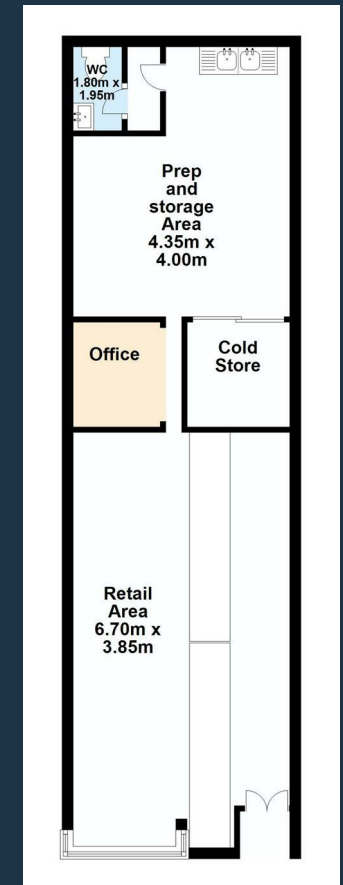 WC
1.80m x
1.95m
Prep
and
storage
Area
4.35m x
4.00m
Office
Cold
Store
Retail
Area
6.70m x
3.85m